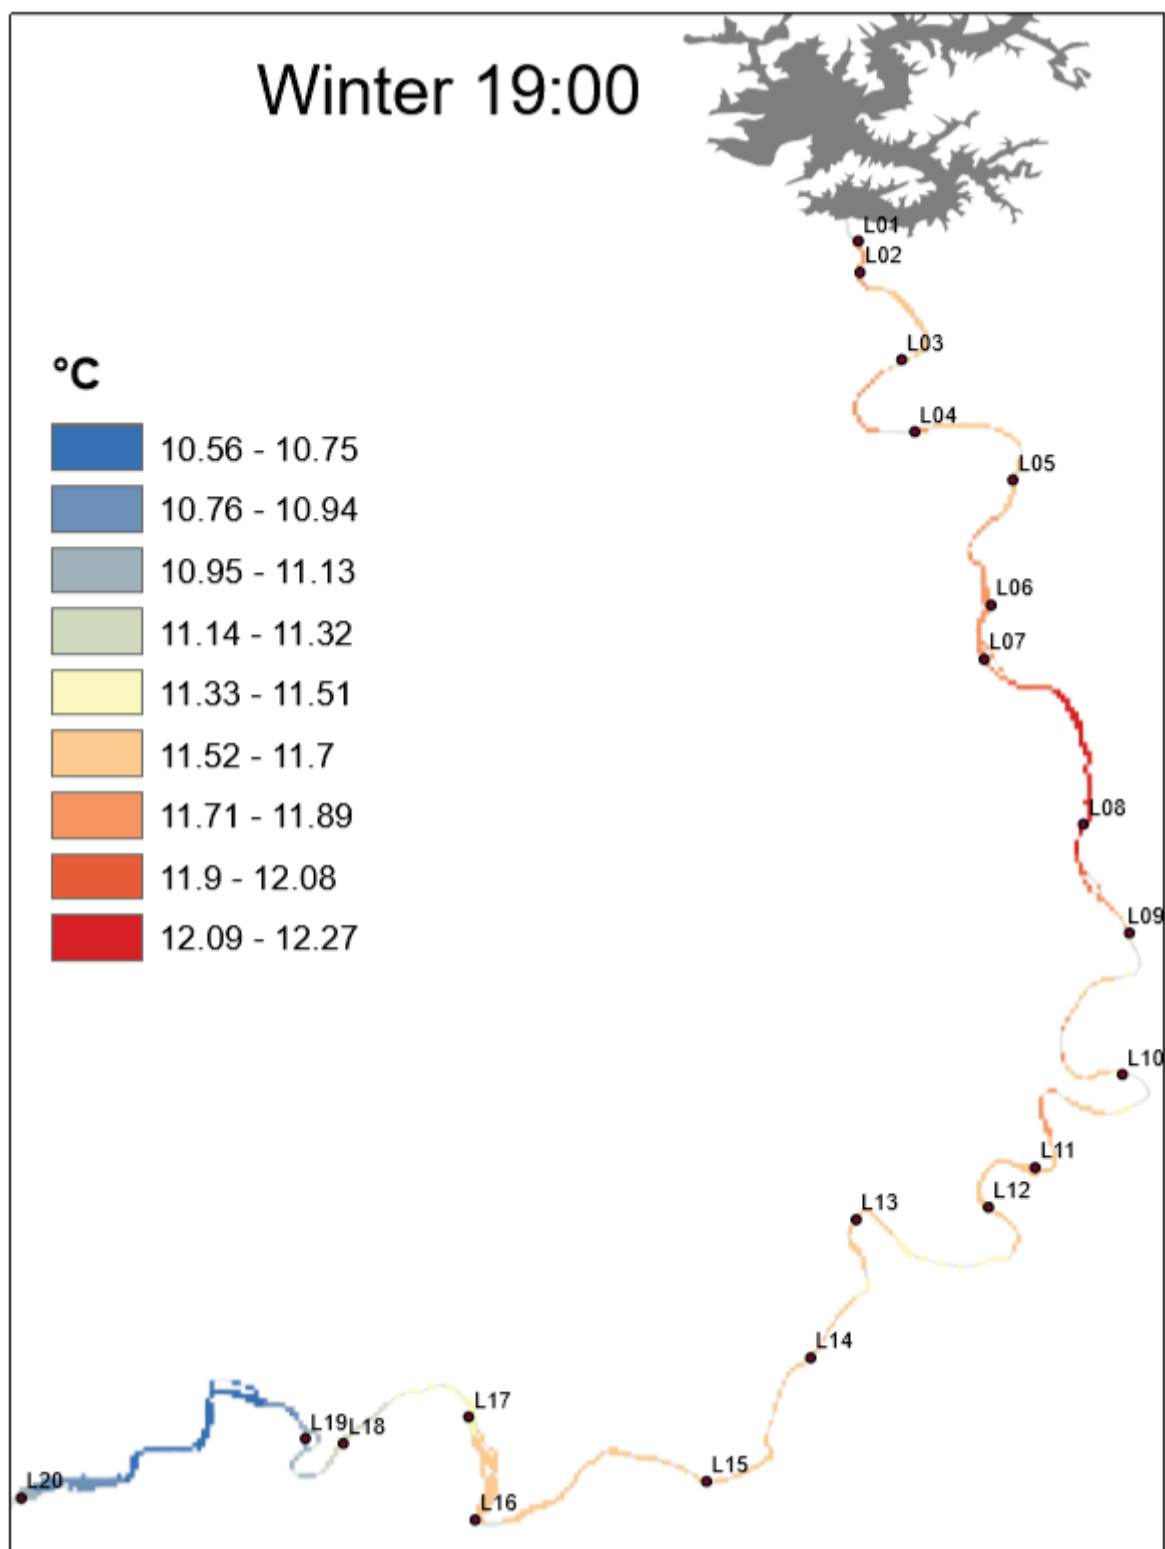 Winter 19:00
L01
L02
L03
°C
L04
10.56 - 10.75
L05
10.76 - 10.94
10.95 - 11.13
L06
11.14 - 11.32
L07
11.33 - 11.51
11.52 - 11.7
L08
11.71 - 11.89
11.9 - 12.08
L09
12.09 - 12.27
L10
L11
L12
L13
L14
L17
L19
L18
L15
L20
L16